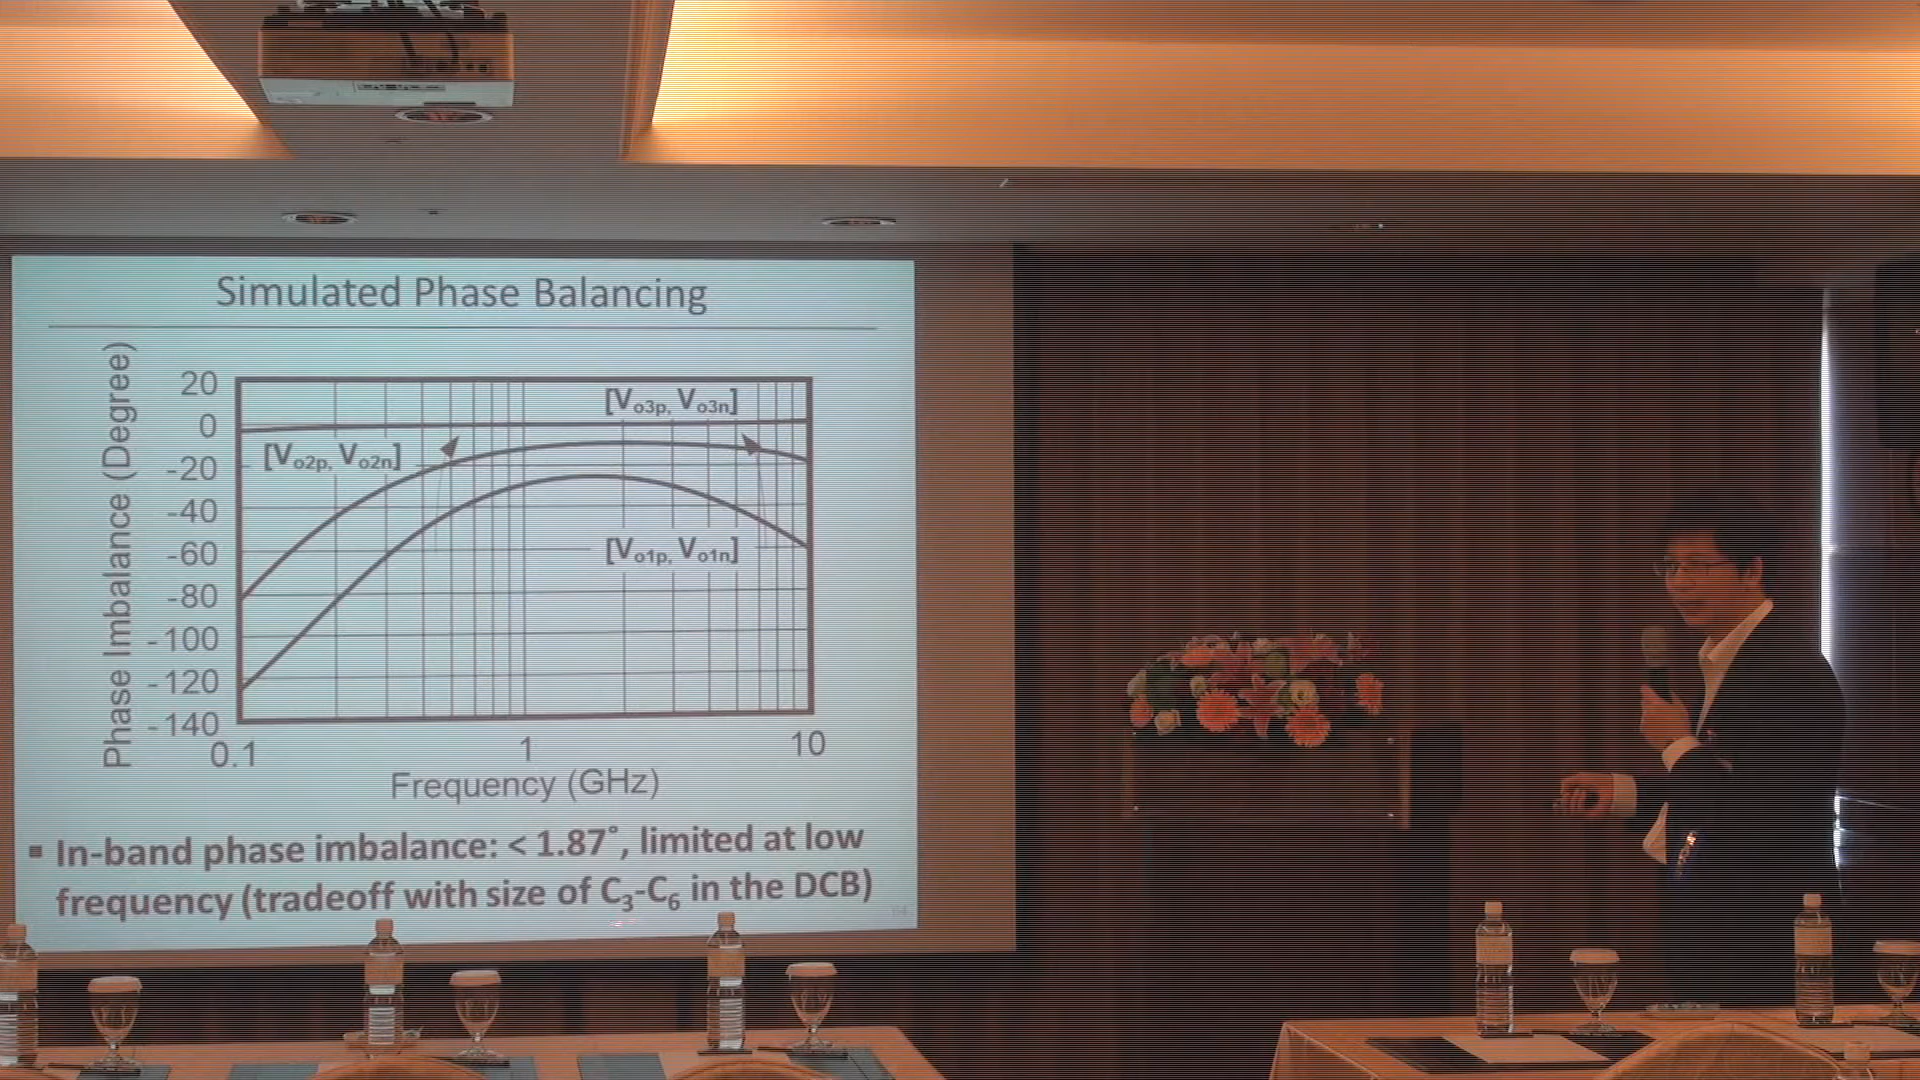 Simulated Phase Balancing
Phase Imbalance (Degree)
20
0
-20
-40
-60
-80
-100
-120
-140
[Vo3p, Vo3n]
[Vo2p, Vo2n]
[Vo1p, Vo1n]
0.1 1 10
Frequency (GHz)
▪ In-band phase imbalance: < 1.87°, limited at low
frequency (tradeoff with size of C3-C6 in the DCB)